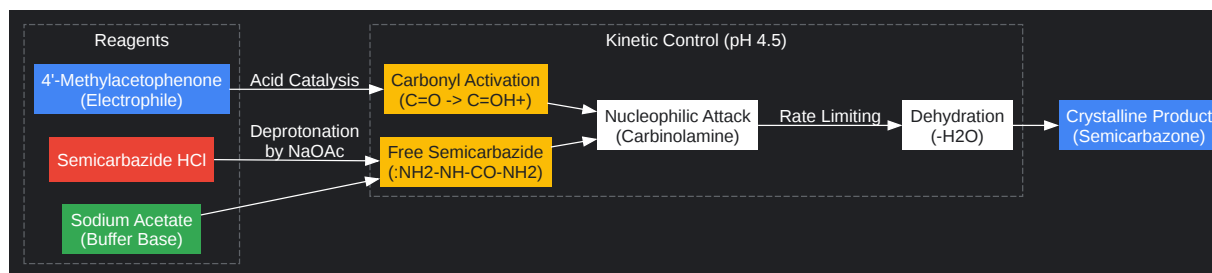 Reagents
Kinetic Control (pH 4.5)
4'-Methylacetophenone
(Electrophile)
Acid Catalysis
Carbonyl Activation
(C=O -> C=OH+)
Semicarbazide HCl
Deprotonation
by NaOAc
Free Semicarbazide
(:NH2-NH-CO-NH2)
Sodium Acetate
(Buffer Base)
Nucleophilic Attack
(Carbinolamine)
Rate Limiting
Dehydration
(-H2O)
Crystalline Product
(Semicarbazone)